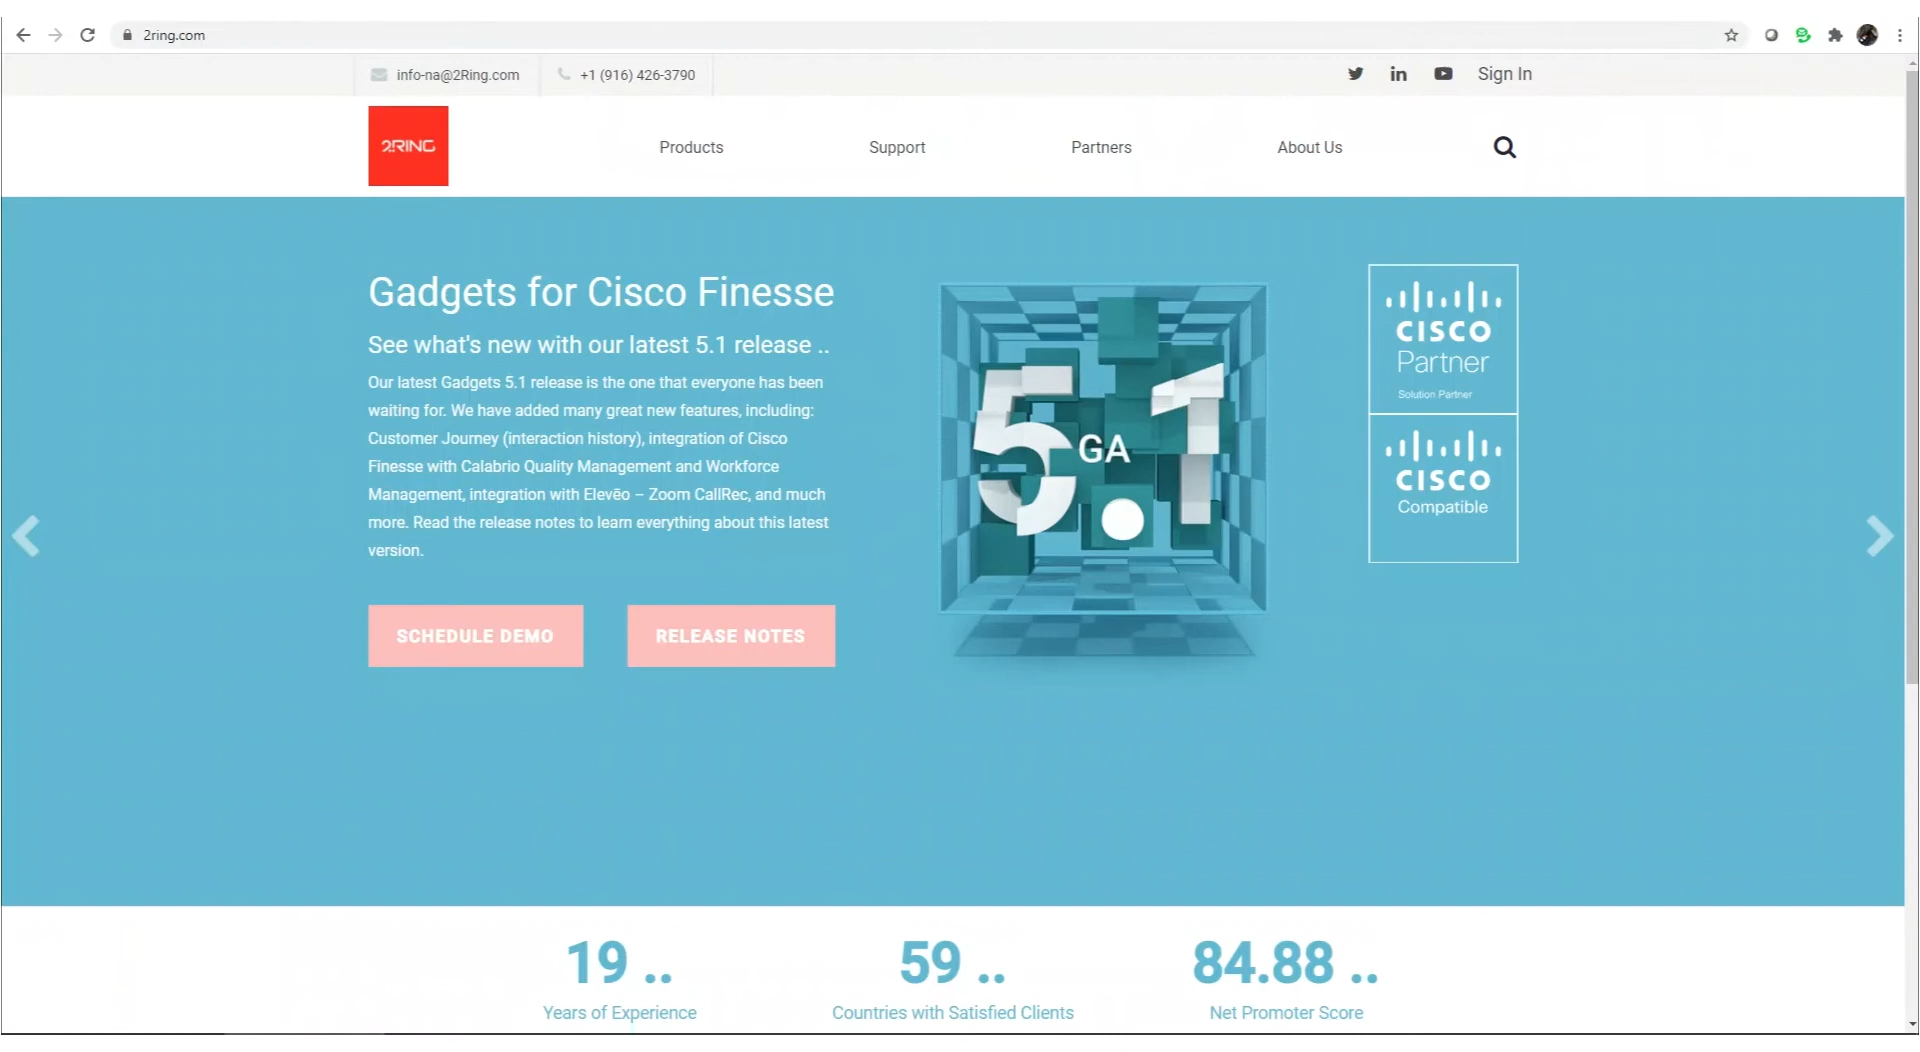 2ring.com
info-na@2Ring.com
+1 (916) 426-3790
Sign In
2RING
Products
Support
Partners
About Us
Gadgets for Cisco Finesse
See what's new with our latest 5.1 release ..
Our latest Gadgets 5.1 release is the one that everyone has been
waiting for. We have added many great new features, including:
Customer Journey (interaction history), integration of Cisco
Finesse with Calabrio Quality Management and Workforce
Management, integration with Elevēo – Zoom CallRec, and much
more. Read the release notes to learn everything about this latest
version.
SCHEDULE DEMO
RELEASE NOTES
5.1
GA
CISCO
Partner
Solution Partner
CISCO
Compatible
19 ..
Years of Experience
59 ..
Countries with Satisfied Clients
84.88 ..
Net Promoter Score